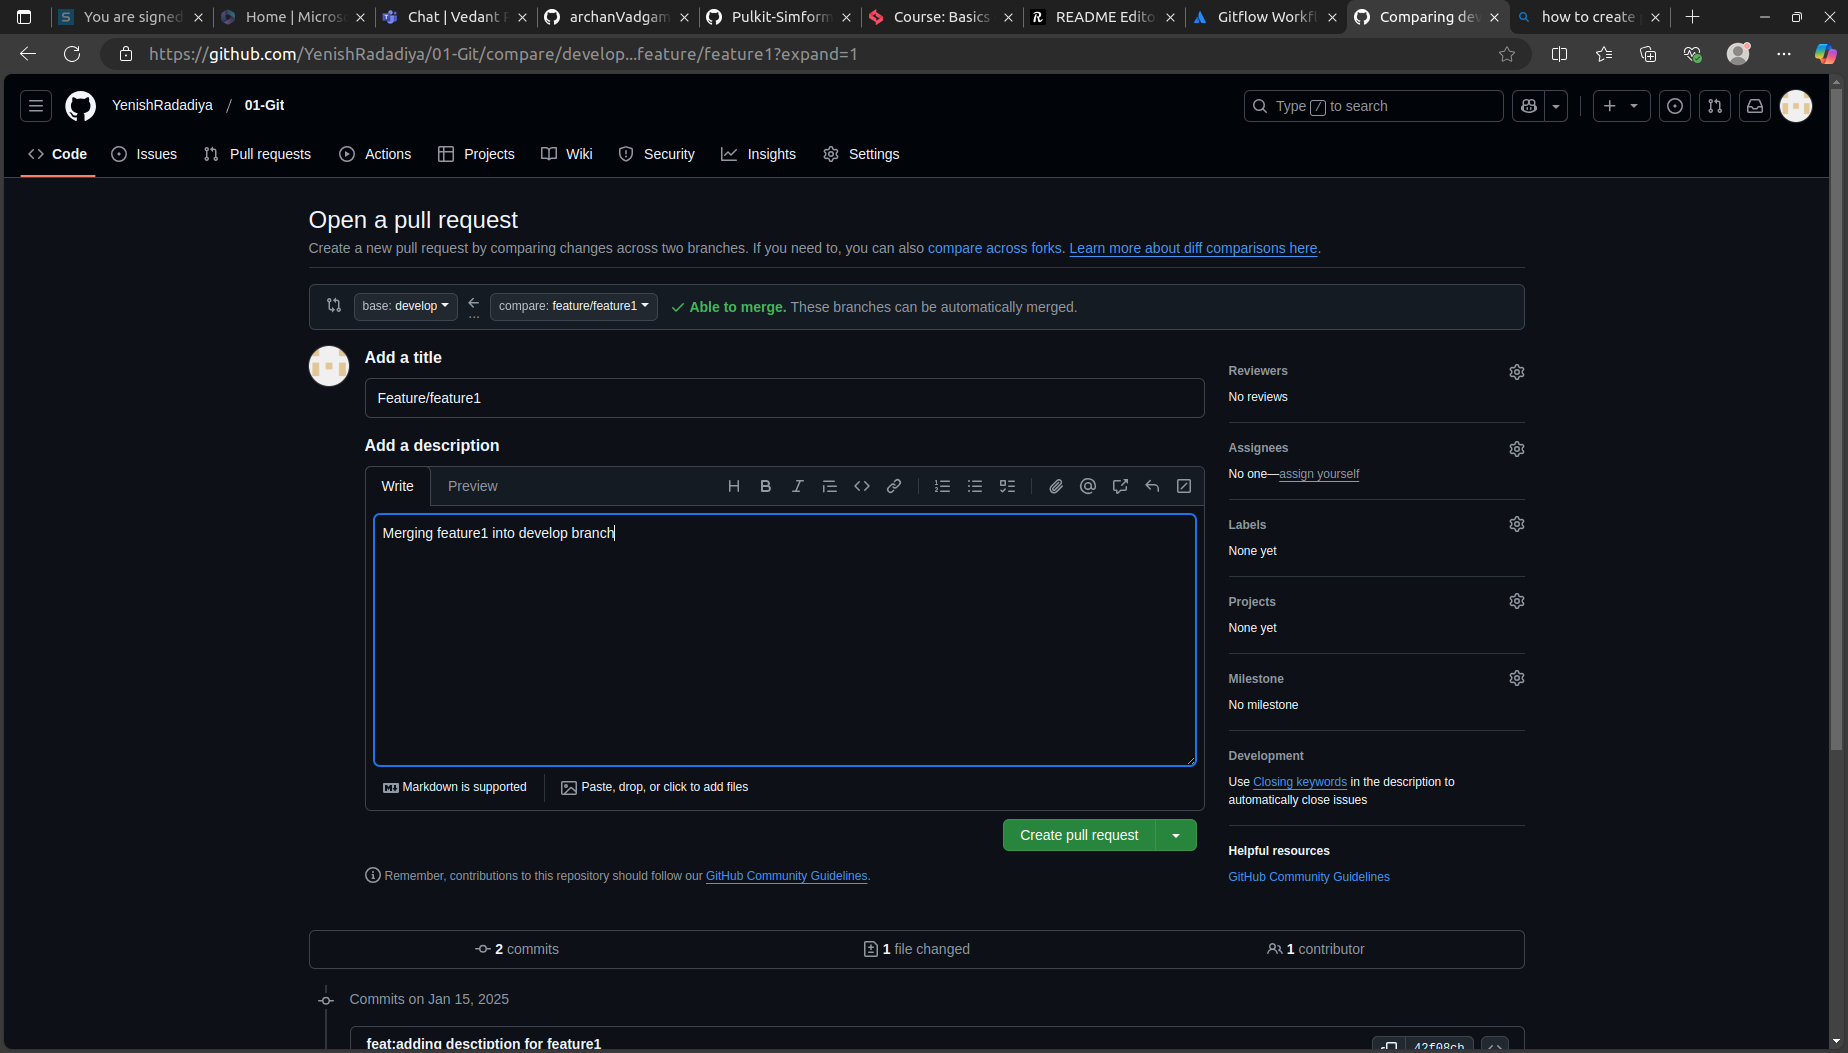 You are signed
Home | Micros
Chat | Vedant
archanVadgam
Pulkit-Simform
Course: Basics
README Edito
Gitflow Workfl
Comparing dev
how to create
https://github.com/YenishRadadiya/01-Git/compare/develop...feature/feature1?expand=1
YenishRadadiya / 01-Git
Type / to search
Code
Issues
Pull requests
Actions
Projects
Wiki
Security
Insights
Settings
Open a pull request
Create a new pull request by comparing changes across two branches. If you need to, you can also compare across forks. Learn more about diff comparisons here.
base: develop
...
compare: feature/feature1
Able to merge. These branches can be automatically merged.
Add a title
Feature/feature1
Add a description
Write
Preview
Merging feature1 into develop branch
Markdown is supported
Paste, drop, or click to add files
Create pull request
Remember, contributions to this repository should follow our GitHub Community Guidelines.
Reviewers
No reviews
Assignees
No one—assign yourself
Labels
None yet
Projects
None yet
Milestone
No milestone
Development
Use Closing keywords in the description to
automatically close issues
Helpful resources
GitHub Community Guidelines
2 commits
1 file changed
1 contributor
Commits on Jan 15, 2025
feat:adding desctiption for feature1
42f08cb